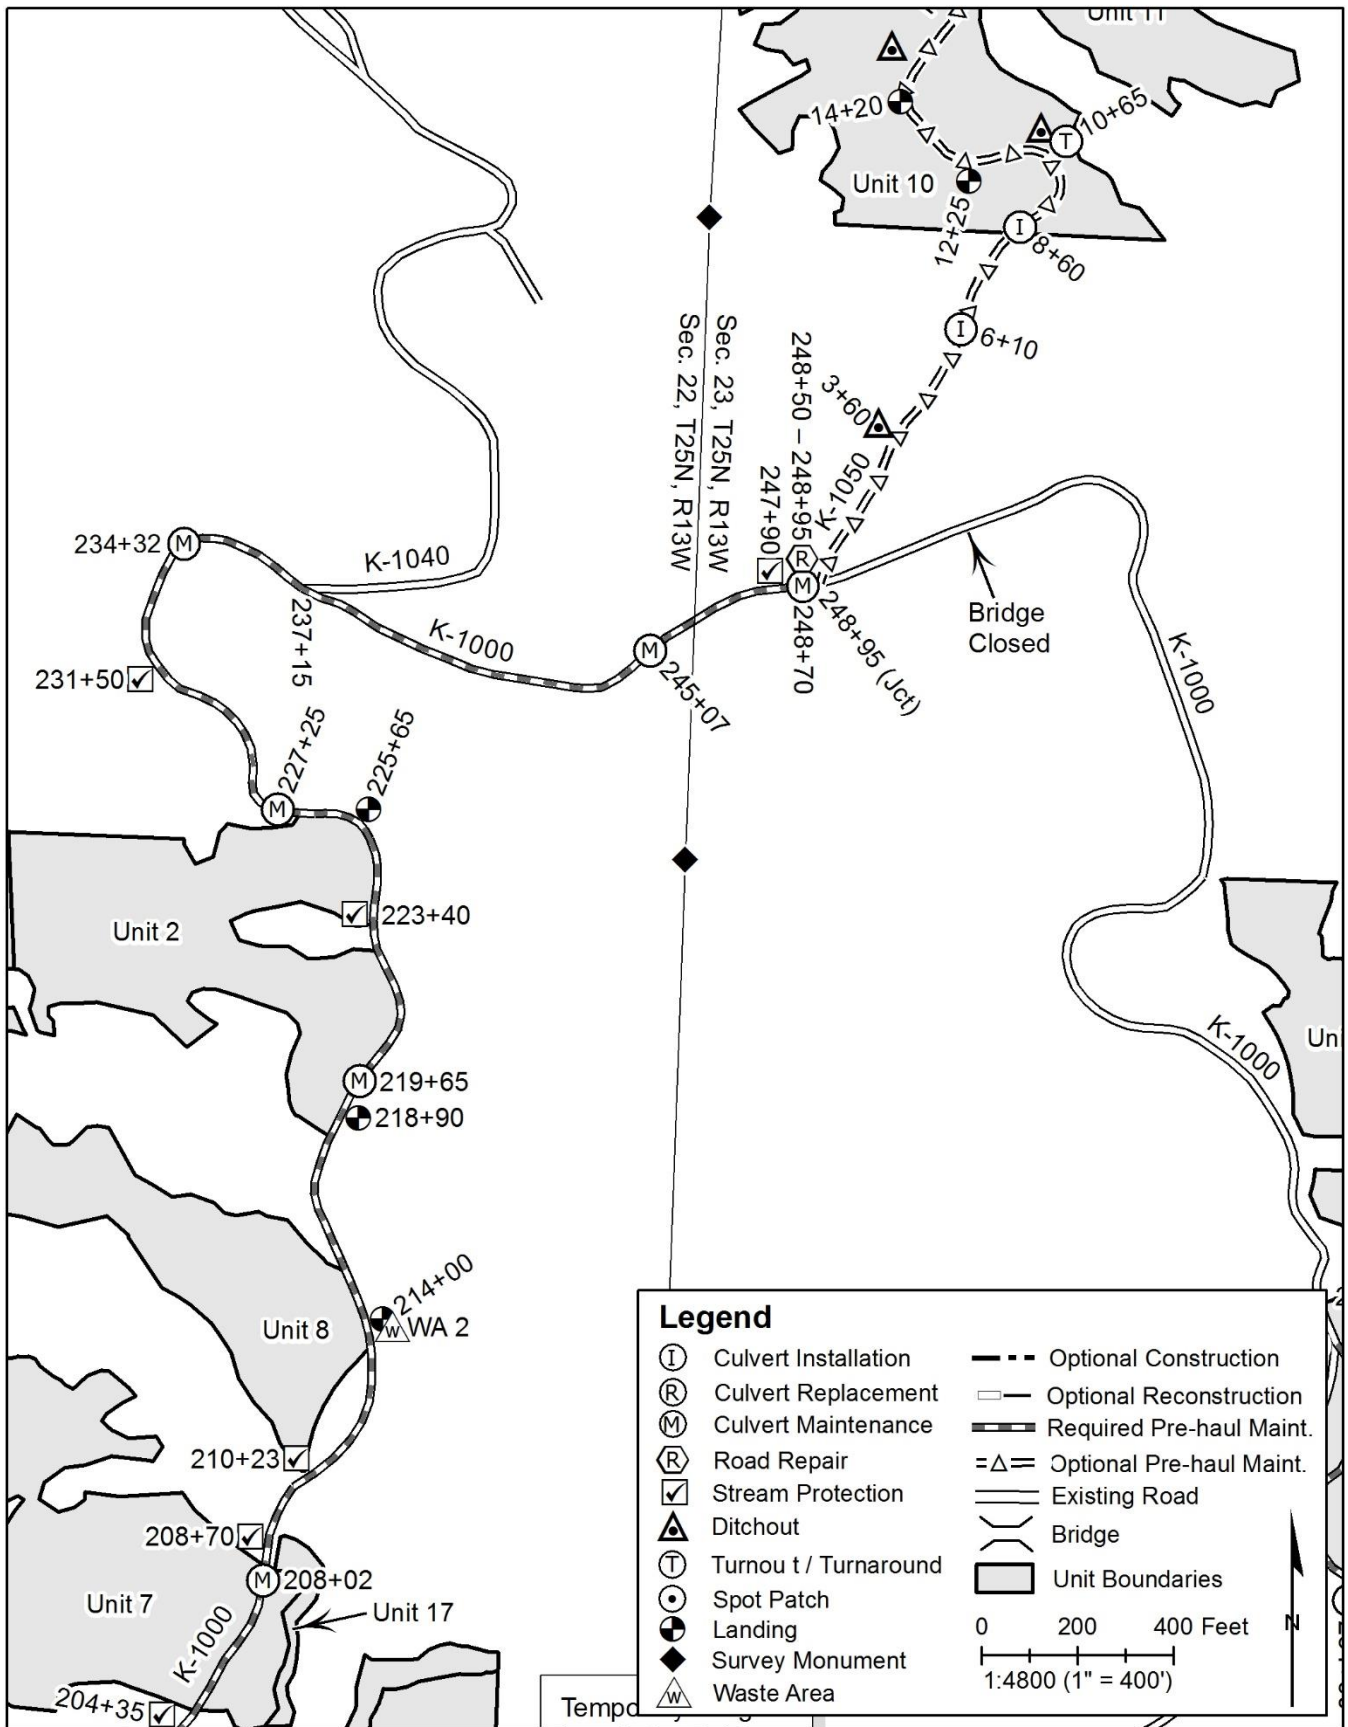 Unit 11
14+20
10+65
Unit 10
12+25
8+60
6+10
Sec. 23, T25N, R13W
Sec. 22, T25N, R13W
248+50 – 248+95
3+60
K-1050
247+90
234+32
K-1040
K-1000
237+15
Bridge
Closed
248+95 (Jct)
248+70
245+07
231+50
K-1000
227+25
225+65
Unit 2
223+40
K-1000
219+65
218+90
214+00
WA 2
Unit 8
210+23
208+70
208+02
Unit 7
Unit 17
K-1000
204+35
Legend
Culvert Installation
Culvert Replacement
Culvert Maintenance
Road Repair
Stream Protection
Ditchout
Turnou t / Turnaround
Spot Patch
Landing
Survey Monument
Waste Area
Optional Construction
Optional Reconstruction
Required Pre-haul Maint.
Optional Pre-haul Maint.
Existing Road
Bridge
Unit Boundaries
0 200 400 Feet
1:4800 (1" = 400')
N